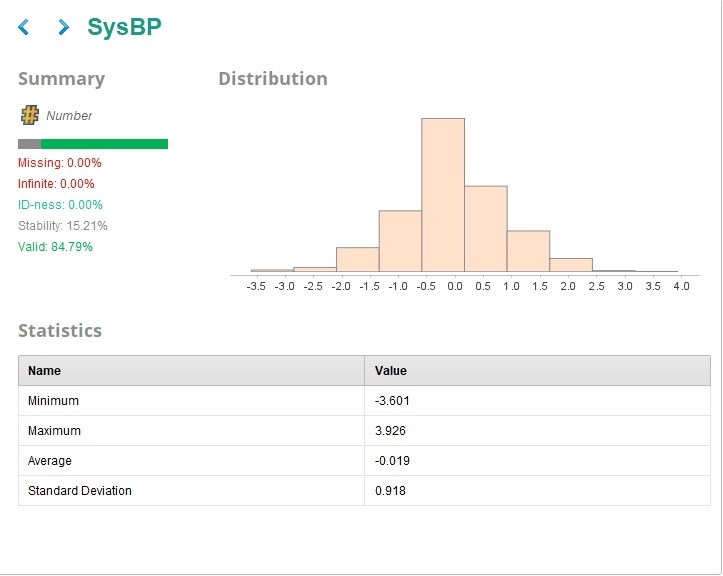 SysBP
Summary
Distribution
# Number
Missing: 0.00%
Infinite: 0.00%
ID-ness: 0.00%
Stability: 15.21%
Valid: 84.79%
-3.5 -3.0 -2.5 -2.0 -1.5 -1.0 -0.5 0.0 0.5 1.0 1.5 2.0 2.5 3.0 3.5 4.0
Statistics
Name Value
Minimum -3.601
Maximum 3.926
Average -0.019
Standard Deviation 0.918